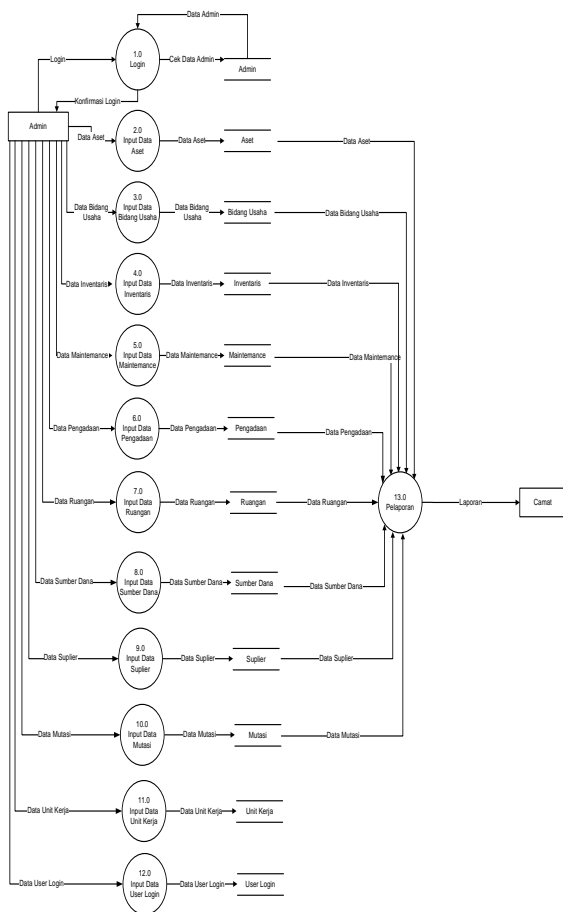 Data Admin
1.0
Login
Login
Cek Data Admin
Admin
Konfirmasi Login
Admin
Data Aset
2.0
Input Data
Aset
Data Aset
Aset
Data Aset
Data Bidang
Usaha
3.0
Input Data
Bidang Usaha
Data Bidang
Usaha
Bidang Usaha
Data Bidang Usaha
Data Inventaris
4.0
Input Data
Inventaris
Data Inventaris
Inventaris
Data Inventaris
Data Maintemance
5.0
Input Data
Maintemance
Data Maintemance
Maintemance
Data Maintemance
Data Pengadaan
6.0
Input Data
Pengadaan
Data Pengadaan
Pengadaan
Data Pengadaan
Data Ruangan
7.0
Input Data
Ruangan
Data Ruangan
Ruangan
Data Ruangan
13.0
Pelaporan
Laporan
Camat
Data Sumber Dana
8.0
Input Data
Sumber Dana
Data Sumber Dana
Sumber Dana
Data Sumber Dana
Data Suplier
9.0
Input Data
Suplier
Data Suplier
Suplier
Data Suplier
Data Mutasi
10.0
Input Data
Mutasi
Data Mutasi
Mutasi
Data Mutasi
Data Unit Kerja
11.0
Input Data
Unit Kerja
Data Unit Kerja
Unit Kerja
Data User Login
12.0
Input Data
User Login
Data User Login
User Login